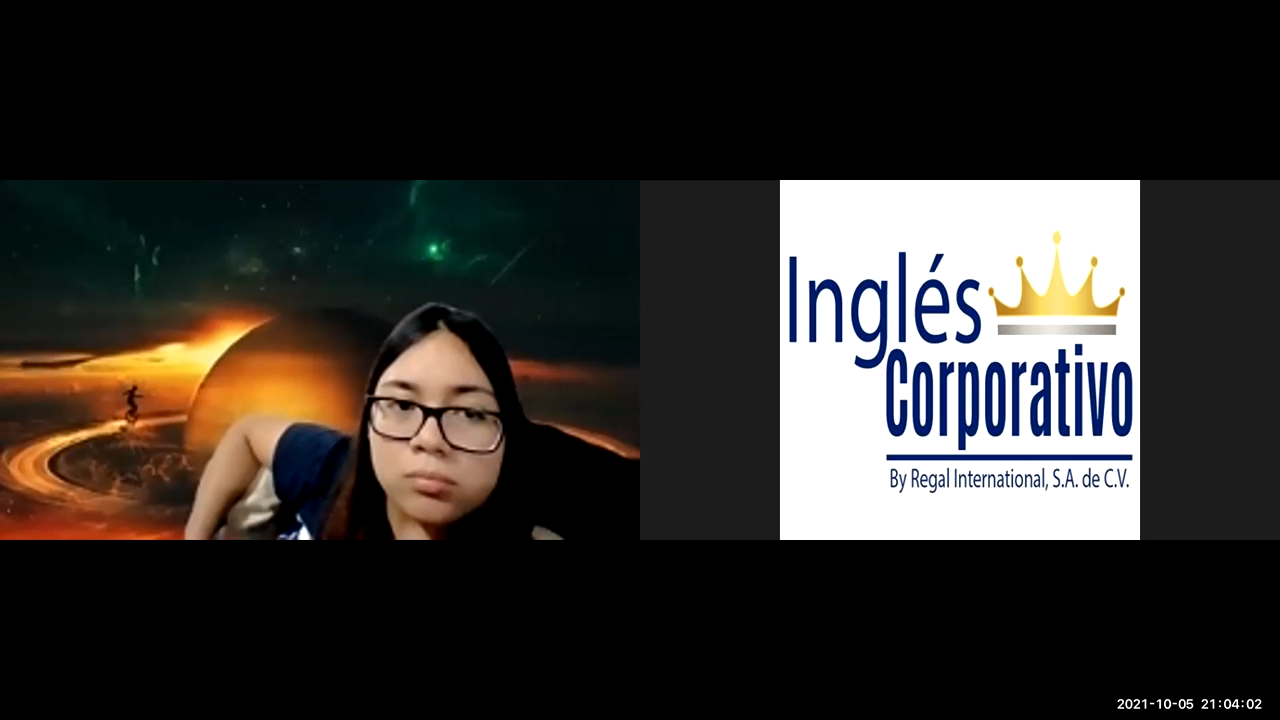 Inglés
Corporativo
By Regal International, S.A. de C.V.
2021-10-05 21:04:02